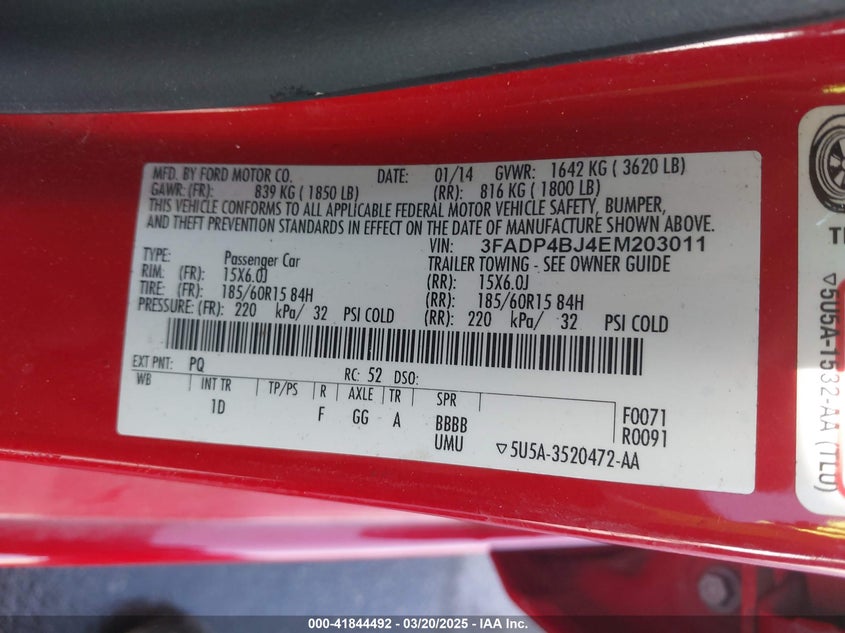 MFD. BY FORD MOTOR CO. DATE: 01/14 GVWR: 1642 KG ( 3620 LB)
GAWR: (FR): 839 KG ( 1850 LB) (RR): 816 KG ( 1800 LB)
THIS VEHICLE CONFORMS TO ALL APPLICABLE FEDERAL MOTOR VEHICLE SAFETY, BUMPER,
AND THEFT PREVENTION STANDARDS IN EFFECT ON THE DATE OF MANUFACTURE SHOWN ABOVE.
VIN: 3FADP4BJ4EM203011
TYPE: Passenger Car TRAILER TOWING - SEE OWNER GUIDE
RIM: (FR): 15X6.0J (RR): 15X6.0J
TIRE: (FR): 185/60R15 84H (RR): 185/60R15 84H
PRESSURE: (FR): 220 kPa/ 32 PSI COLD (RR): 220 kPa/ 32 PSI COLD
EXT PNT: PQ RC: 52 DSO:
WB INT TR TP/PS R AXLE TR SPR
1D F GG A BBBB F0071
UMU R0091
▽5U5A-3520472-AA
▽5U5A-1532-AA (TLU)
000-41844492 - 03/20/2025 - IAA Inc.